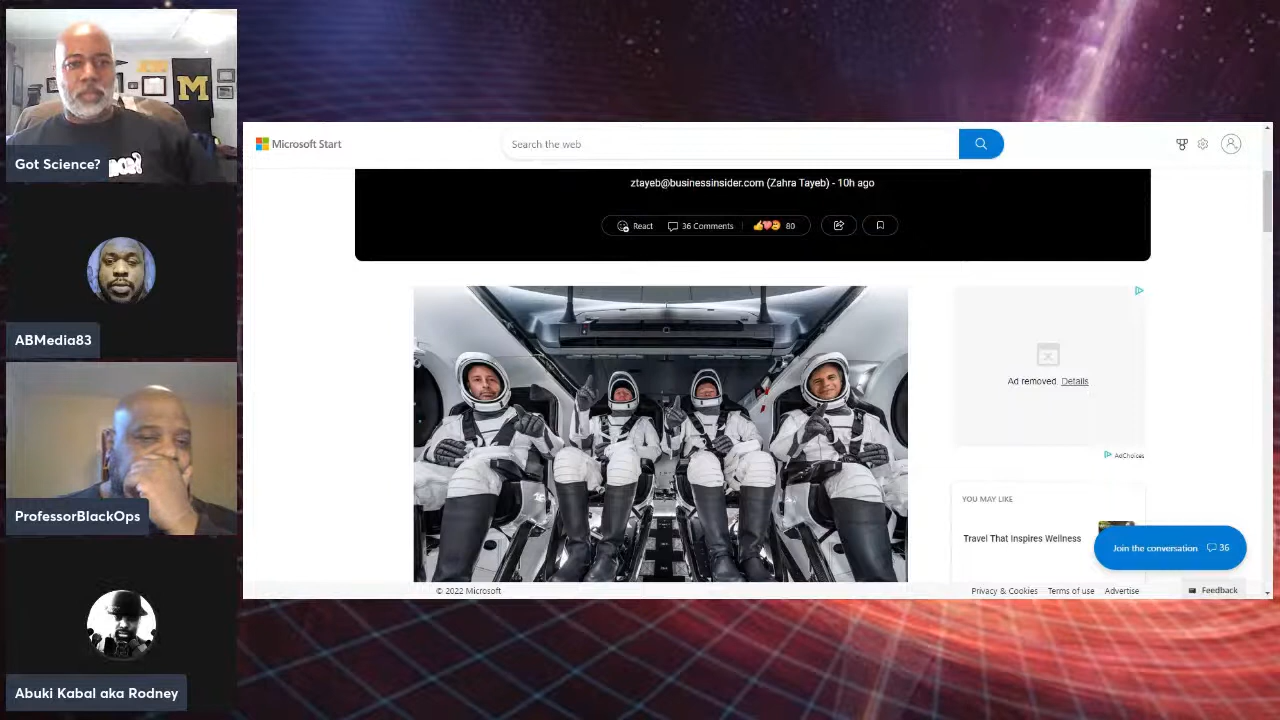 Got Science?
M
ABMedia83
ProfessorBlackOps
Abuki Kabal aka Rodney
Microsoft Start
Search the web
ztayeb@businessinsider.com (Zahra Tayeb) - 10h ago
React
36 Comments
80
Ad removed. Details
AdChoices
YOU MAY LIKE
Travel That Inspires Wellness
Join the conversation
36
© 2022 Microsoft
Privacy & Cookies
Terms of use
Advertise
Feedback